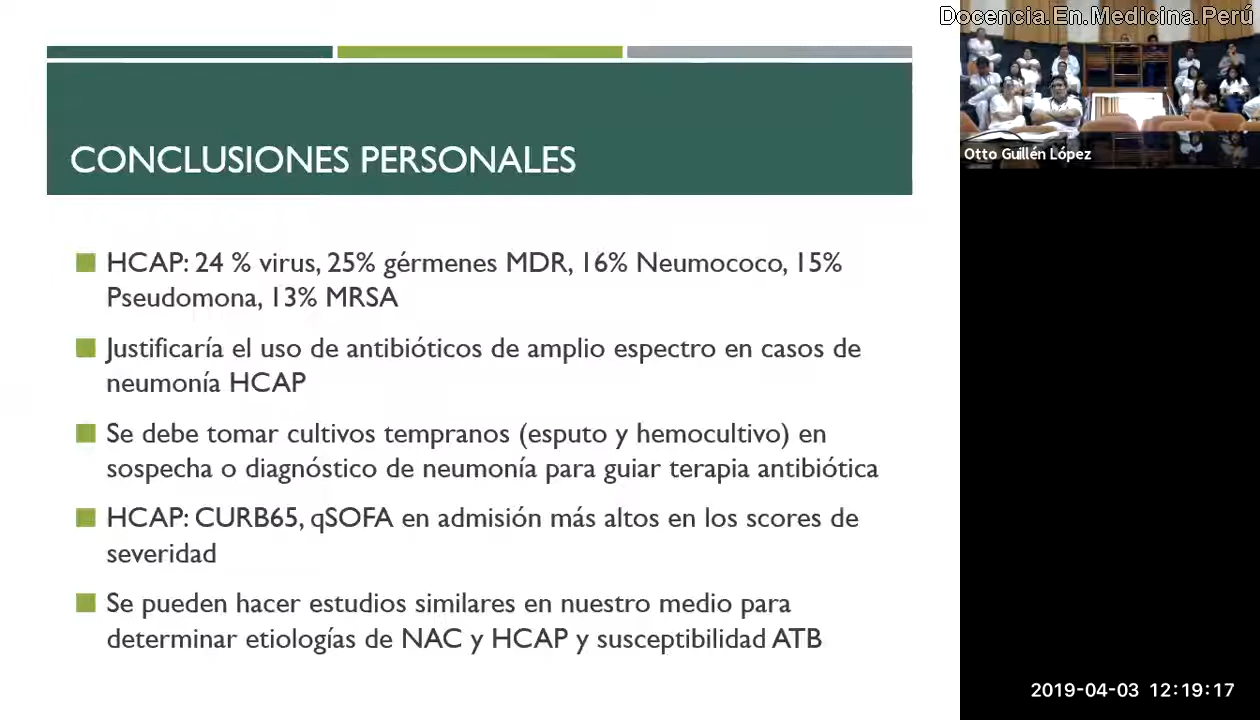 Docencia.En.Medicina.Perú
CONCLUSIONES PERSONALES
HCAP: 24 % virus, 25% gérmenes MDR, 16% Neumococo, 15%
Pseudomona, 13% MRSA
Justificaría el uso de antibióticos de amplio espectro en casos de
neumonía HCAP
Se debe tomar cultivos tempranos (esputo y hemocultivo) en
sospecha o diagnóstico de neumonía para guiar terapia antibiótica
HCAP: CURB65, qSOFA en admisión más altos en los scores de
severidad
Se pueden hacer estudios similares en nuestro medio para
determinar etiologías de NAC y HCAP y susceptibilidad ATB
Otto Guillén López
2019-04-03 12:19:17